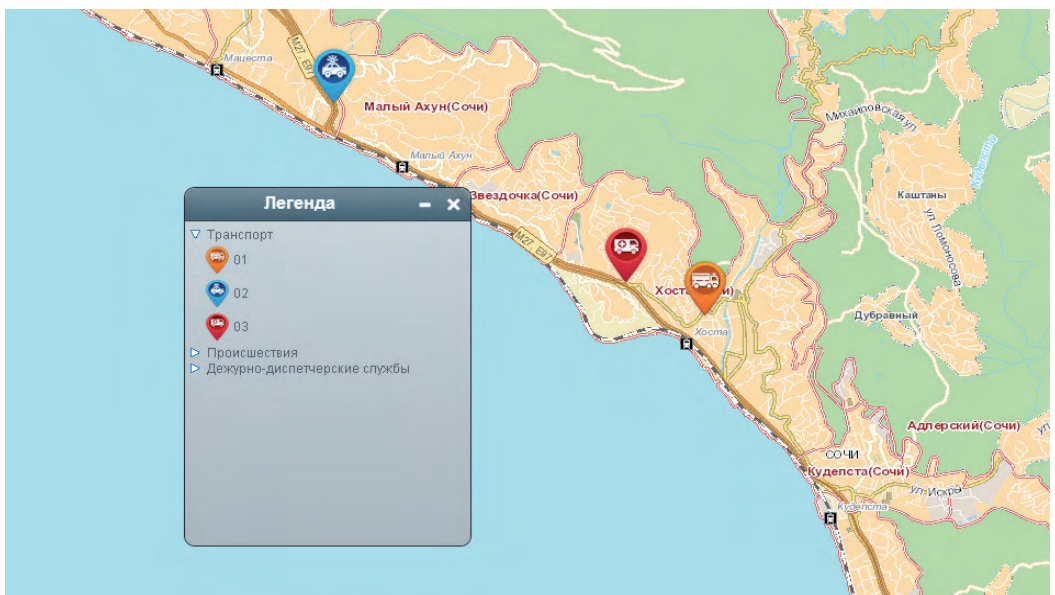 Мацеста
M27 E97
Малый Ахун(Сочи)
Малый Ахун
Звездочка(Сочи)
M27 E97
Михайловская ул.
Каштаны
ул. Ломоносова
Дубравный
Хоста
Адлерский(Сочи)
СОЧИ
Кудепста(Сочи)
ул. Искры
Кудепста
Легенда
Транспорт
01
02
03
Происшествия
Дежурно-диспетчерские службы